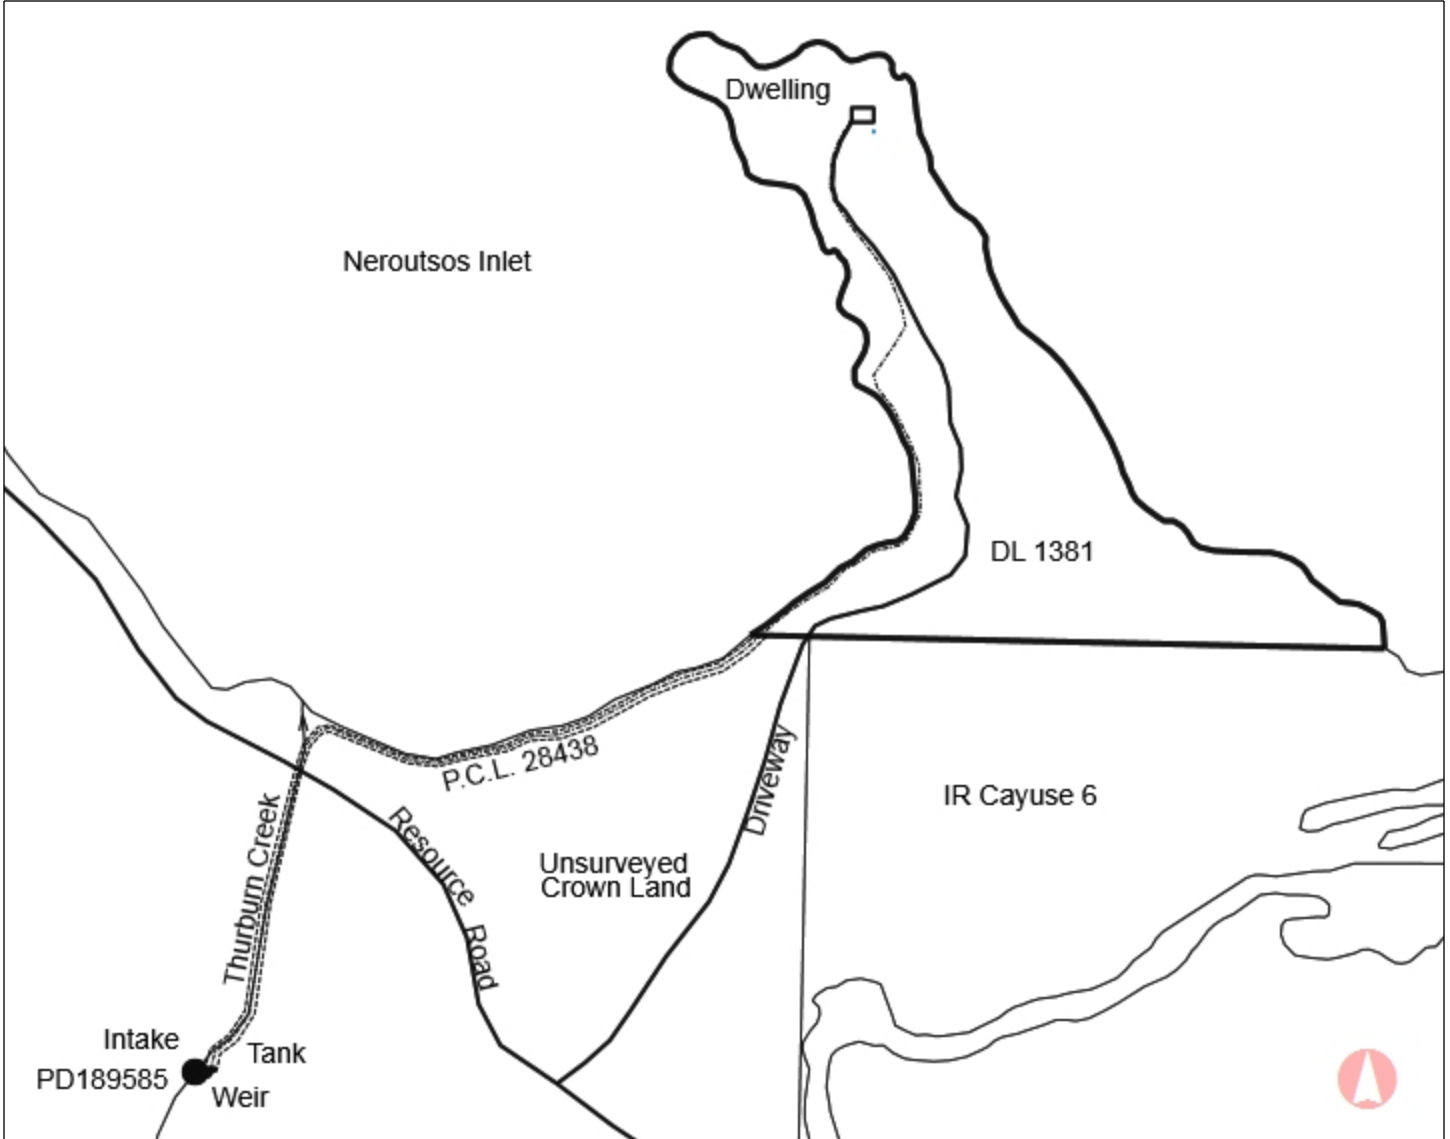 Dwelling
Neroutsos Inlet
DL 1381
P.C.L. 28438
Driveway
IR Cayuse 6
Resource Road
Thurburn Creek
Unsurveyed
Crown Land
Intake
Tank
PD189585
Weir